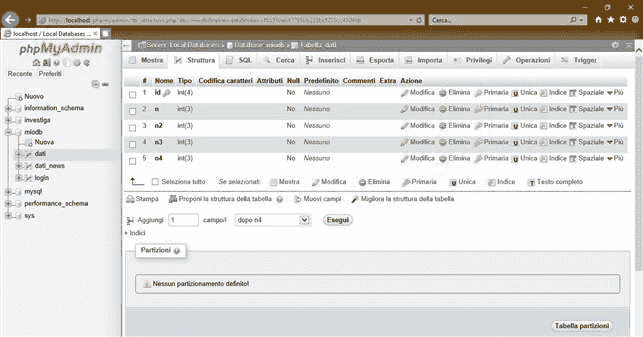 Cerca...
localhost / Local Databases ...
phpMyAdmin
Recente Preferiti
Nuovo
information_schema
investiga
miodb
Nuova
dati
dati_news
login
mysql
performance_schema
sys
Server: Local Databases » Database: miodb » Tabella: dati
Mostra Struttura SQL Cerca Inserisci Esporta Importa Privilegi Operazioni Trigger
# Nome Tipo Codifica caratteri Attributi Null Predefinito Commenti Extra Azione
1 id int(4) No Nessuno Modifica Elimina Primaria Unica Indice Spaziale Più
2 n int(3) No Nessuno Modifica Elimina Primaria Unica Indice Spaziale Più
3 n2 int(3) No Nessuno Modifica Elimina Primaria Unica Indice Spaziale Più
4 n3 int(3) No Nessuno Modifica Elimina Primaria Unica Indice Spaziale Più
5 n4 int(3) No Nessuno Modifica Elimina Primaria Unica Indice Spaziale Più
Seleziona tutto Se selezionati: Mostra Modifica Elimina Primaria Unica Indice Testo completo
Stampa Proponi la struttura della tabella Muovi campi Migliora la struttura della tabella
Aggiungi 1 campo/i dopo n4 Esegui
+ Indici
Partizioni
Nessun partizionamento definito!
Tabella partizioni